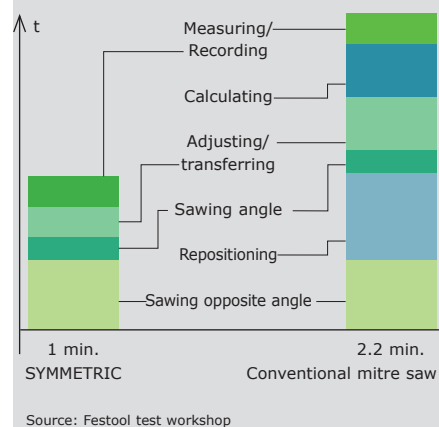 t
Measuring/
Recording
Calculating
Adjusting/
transferring
Sawing angle
Repositioning
Sawing opposite angle
1 min.
2.2 min.
SYMMETRIC
Conventional mitre saw
Source: Festool test workshop